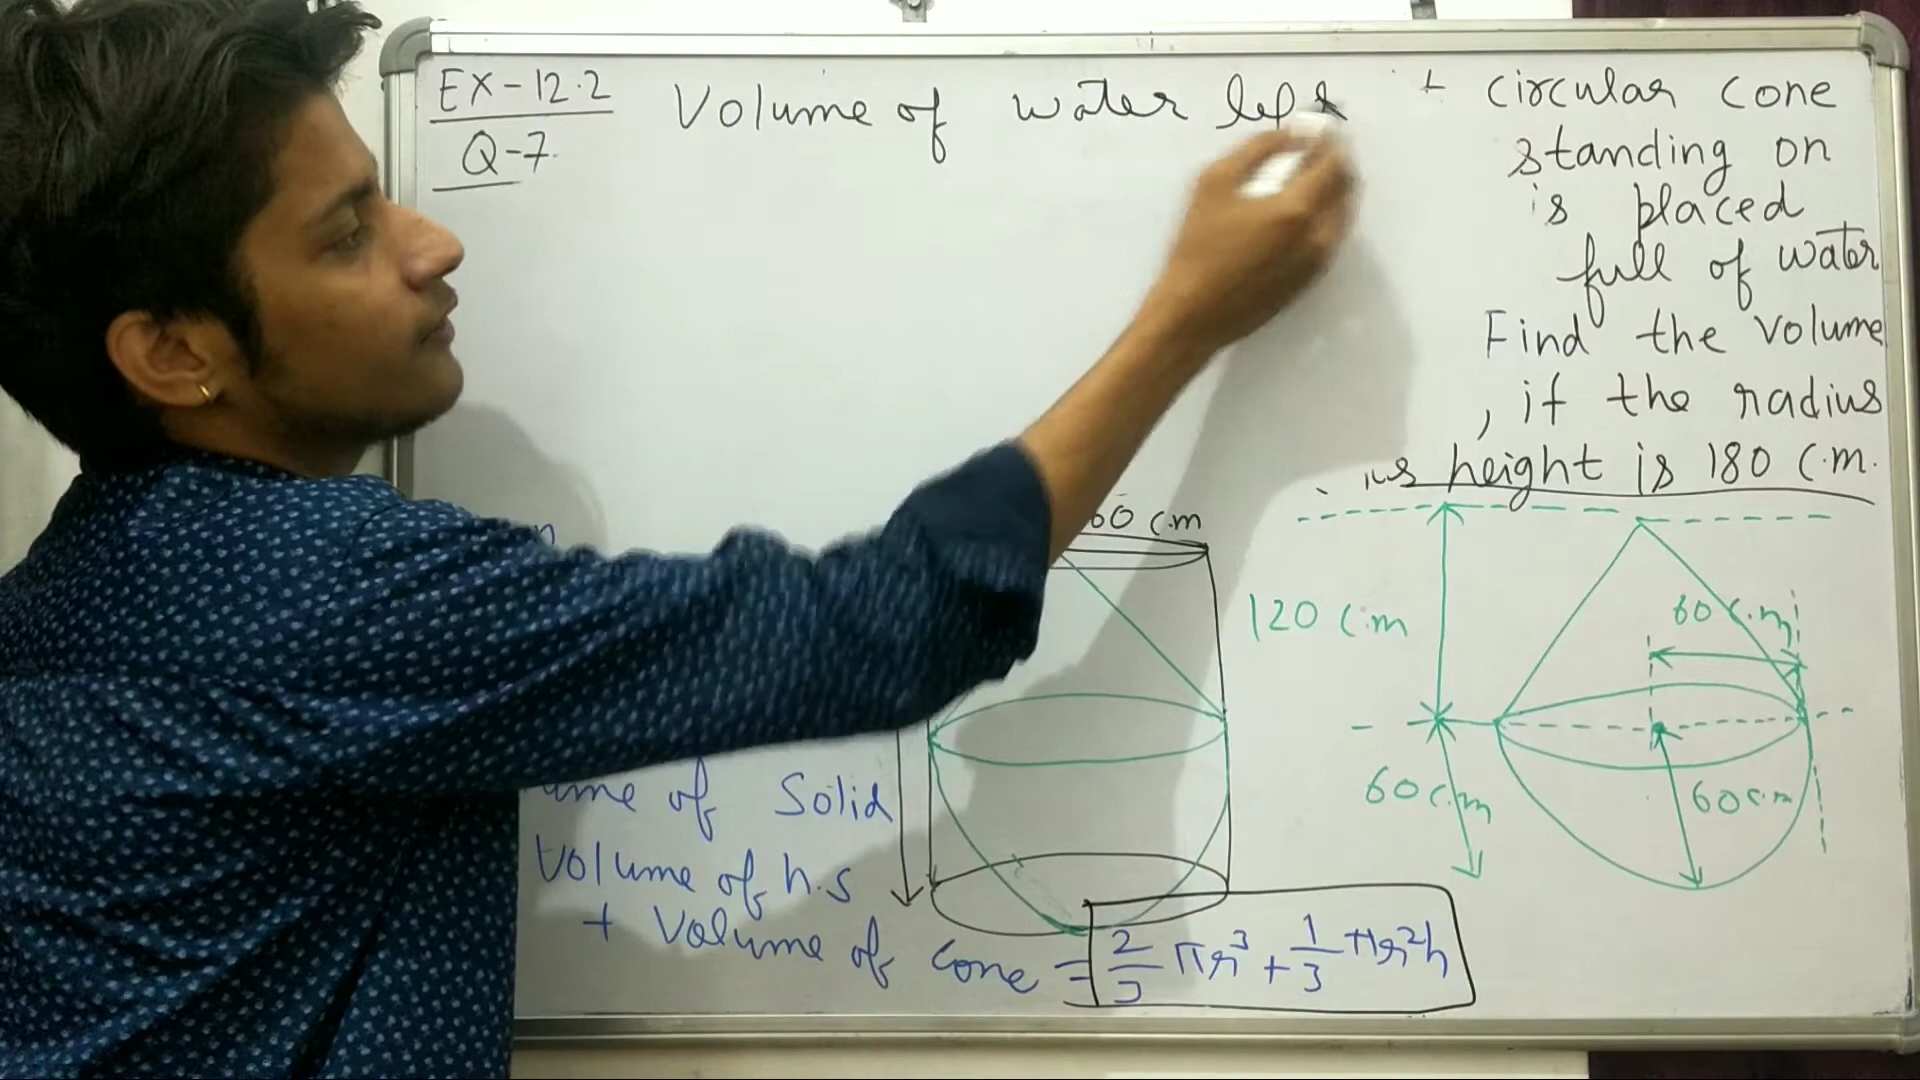 EX-12.2
Q-7.
Volume of water left
circular cone
standing on
is placed
full of water
Find the volume
, if the radius
height is 180 C.m.
60 C.m
120 C.m
60 C.m
60 C.m
60 C.m
of Solid
Volume of h.s
+ Volume of Cone = 2/3 πr³ + 1/3 πr²h